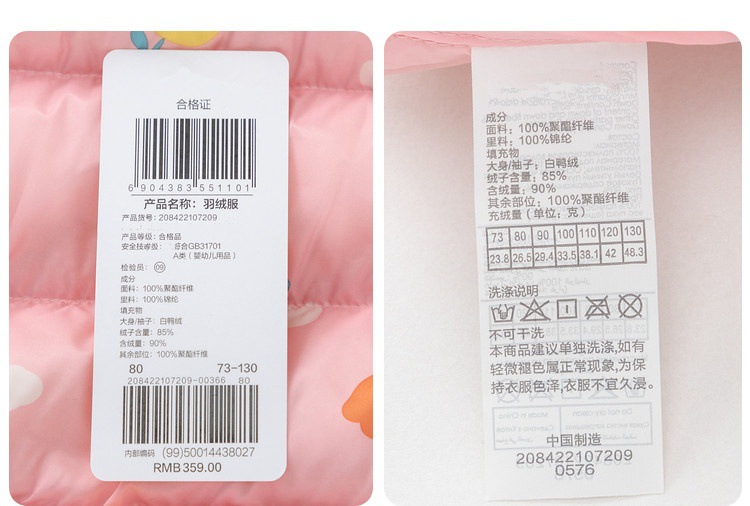 合格证
6 904383 551101
产品名称：羽绒服
产品货号：208422107209
产品等级：合格品
安全技术 符合GB31701
A类（婴幼儿用品）
检验员：09
成分
面料：100%聚酯纤维
里料：100%锦纶
填充物
大身/袖子：白鸭绒
绒子含量：85%
含绒量：90%
其余部位：100%聚酯纤维
80 73-130
208422107209-00366 80
内部编码 (99)50014438027
RMB359.00
成分
面料：100%聚酯纤维
里料：100%锦纶
填充物
大身/袖子：白鸭绒
绒子含量：85%
含绒量：90%
其余部位：100%聚酯纤维
充绒量（单位：克）
73 80 90 100 110 120 130
23.8 26.5 29.4 33.5 38.1 42 48.3
洗涤说明
不可干洗
本商品建议单独洗涤,如有
轻微褪色属正常现象,为保
持衣服色泽,衣服不宜久浸。
中国制造
208422107209
0576